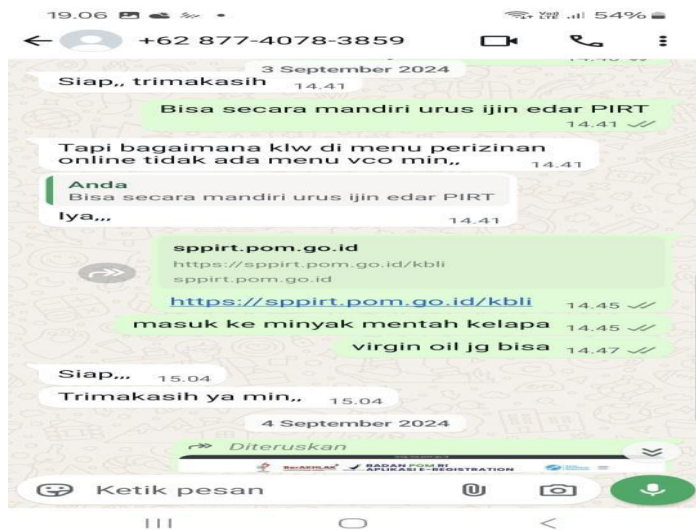 19.06 54%
+62 877-4078-3859
3 September 2024
Siap,, trimakasih 14.41
Bisa secara mandiri urus ijin edar PIRT
14.41
Tapi bagaimana klw di menu perizinan
online tidak ada menu vco min,, 14.41
Anda
Bisa secara mandiri urus ijin edar PIRT
Iya,,, 14.41
sppirt.pom.go.id
https://sppirt.pom.go.id/kbli
sppirt.pom.go.id
https://sppirt.pom.go.id/kbli 14.45
masuk ke minyak mentah kelapa 14.45
virgin oil jg bisa 14.47
Siap,,, 15.04
Trimakasih ya min,, 15.04
4 September 2024
Diteruskan
BerAKHLAK BADAN POM RI
APLIKASI E-REGISTRATION
Ketik pesan